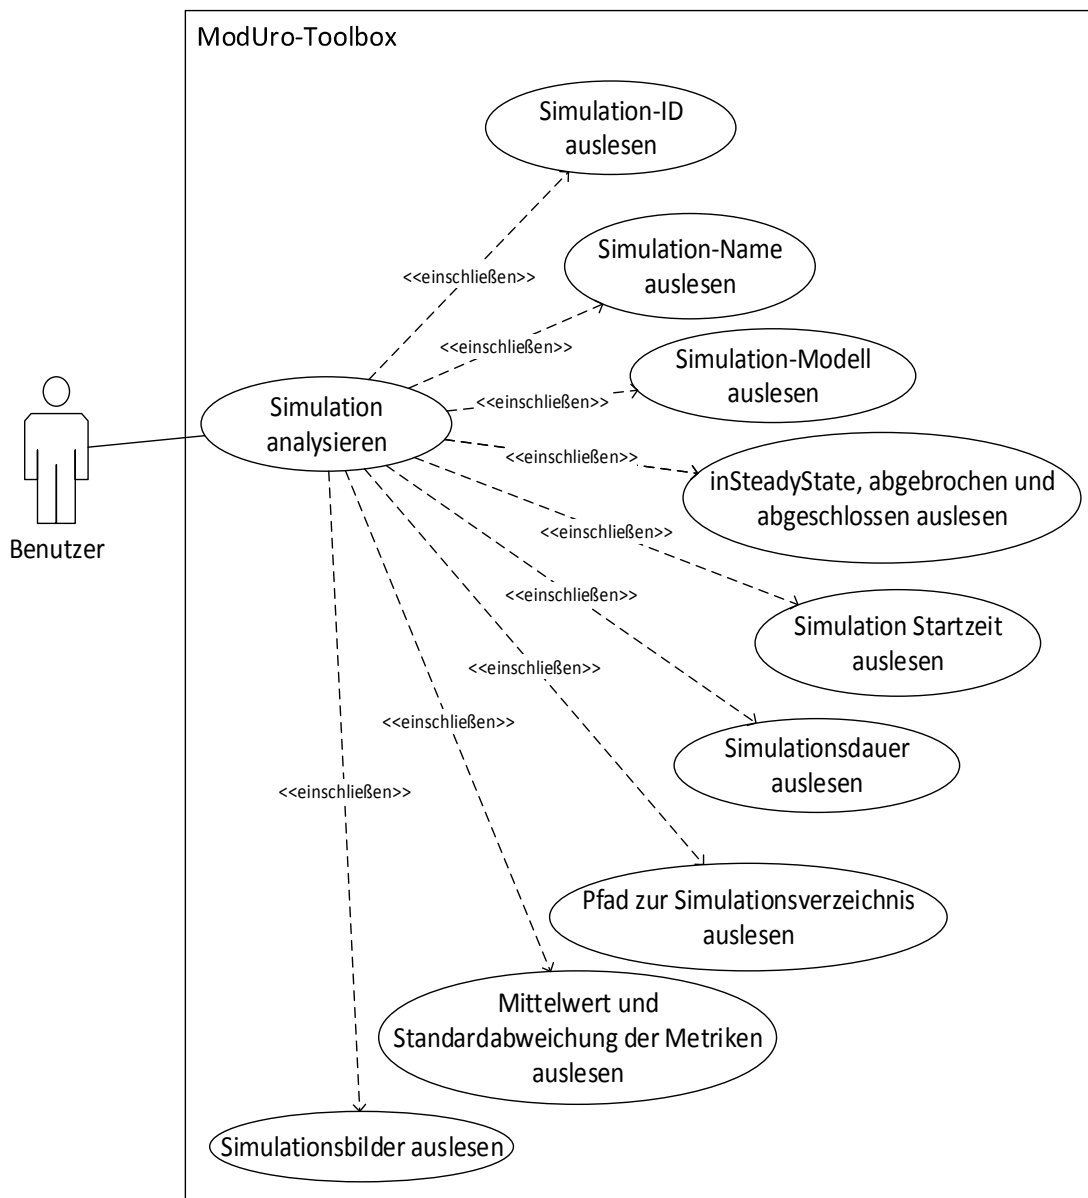 ModUro-Toolbox
Simulation-ID
auslesen
<<einschließen>>
Simulation-Name
auslesen
<<einschließen>>
Simulation-Modell
auslesen
<<einschließen>>
Simulation
analysieren
<<einschließen>>
inSteadyState, abgebrochen und
abgeschlossen auslesen
Benutzer
<<einschließen>>
Simulation Startzeit
auslesen
<<einschließen>>
Simulationsdauer
auslesen
<<einschließen>>
Pfad zur Simulationsverzeichnis
auslesen
<<einschließen>>
Mittelwert und
Standardabweichung der Metriken
auslesen
<<einschließen>>
Simulationsbilder auslesen